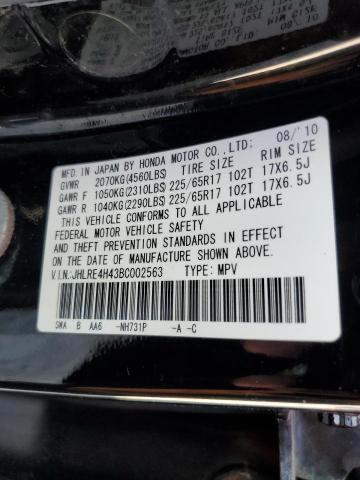 MFD. IN JAPAN BY HONDA MOTOR CO.,LTD. 08/'10
GVWR 2070KG(4560LBS) TIRE SIZE RIM SIZE
GAWR F 1050KG(2310LBS) 225/65R17 102T 17X6.5J
GAWR R 1040KG(2290LBS) 225/65R17 102T 17X6.5J
THIS VEHICLE CONFORMS TO ALL APPLICABLE
FEDERAL MOTOR VEHICLE SAFETY, BUMPER,
AND THEFT PREVENTION STANDARDS IN EFFECT
ON THE DATE OF MANUFACTURE SHOWN ABOVE.
V.I.N.:JHLRE4H43BC002563 TYPE: MPV
SWA B AA6 -NH731P -A -C